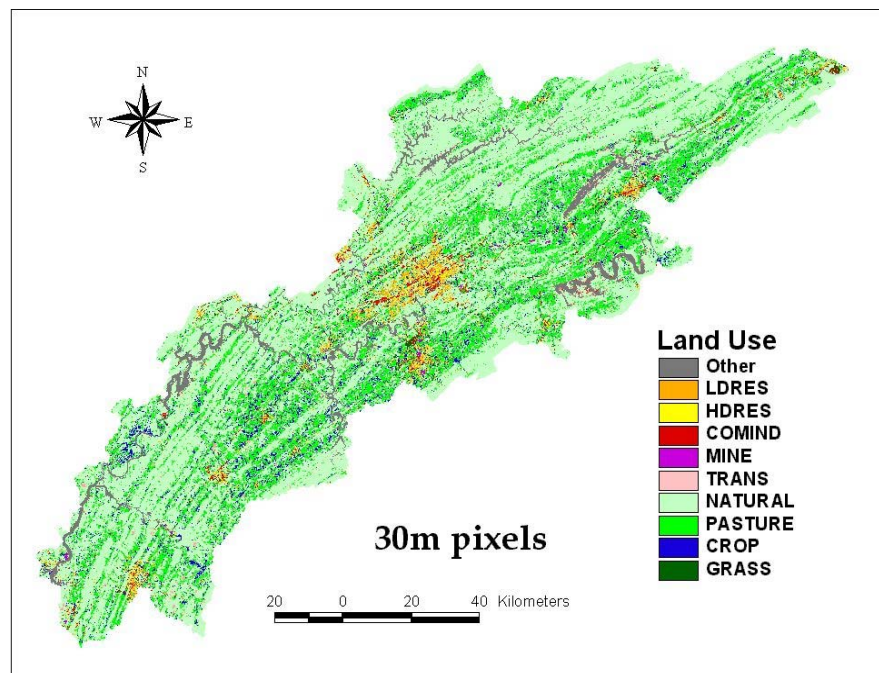 N
W E
S
Land Use
Other
LDRES
HDRES
COMIND
MINE
TRANS
NATURAL
PASTURE
CROP
GRASS
30m pixels
20 0 20 40 Kilometers